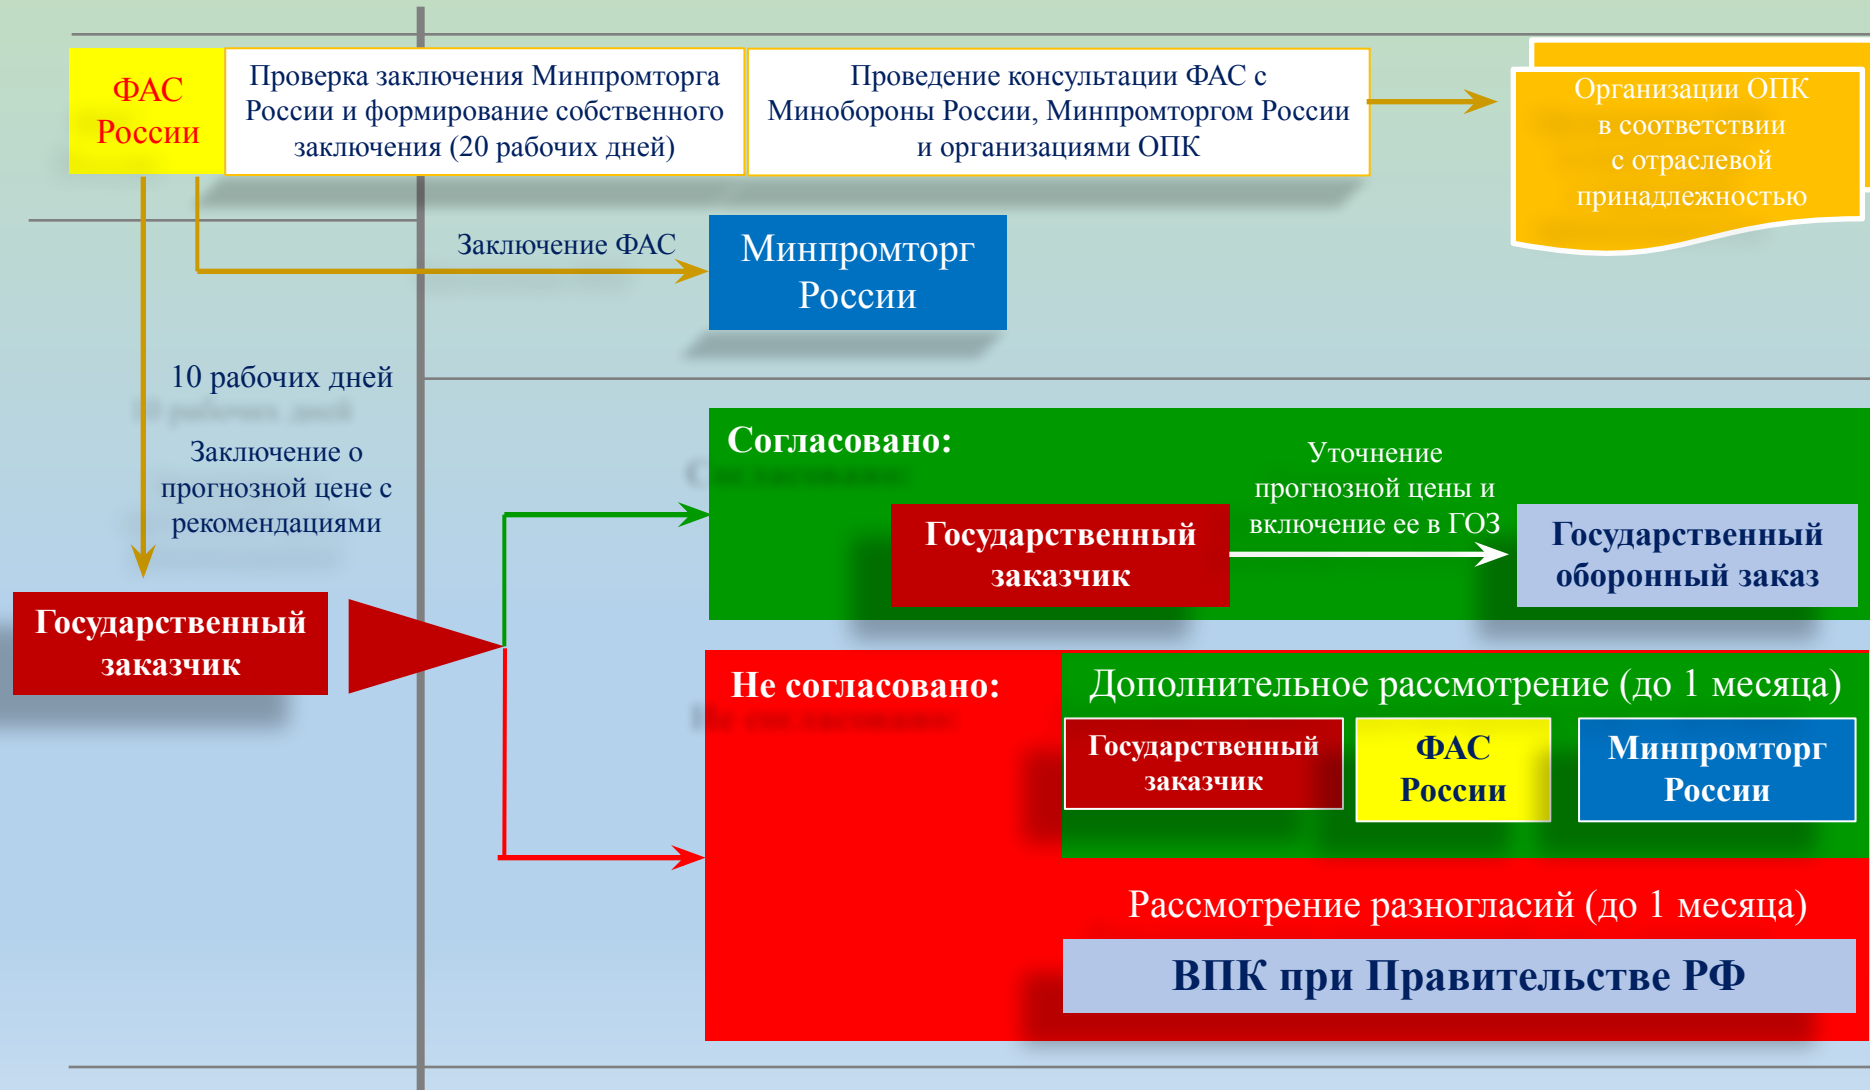 ФАС
России
Проверка заключения Минпромторга
России и формирование собственного
заключения (20 рабочих дней)
Проведение консультации ФАС с
Минобороны России, Минпромторгом России
и организациями ОПК
Организации ОПК
в соответствии
с отраслевой
принадлежностью
Заключение ФАС
Минпромторг
России
10 рабочих дней
Заключение о
прогнозной цене с
рекомендациями
Государственный
заказчик
Согласовано:
Государственный
заказчик
Уточнение
прогнозной цены и
включение ее в ГОЗ
Государственный
оборонный заказ
Не согласовано:
Дополнительное рассмотрение (до 1 месяца)
Государственный
заказчик
ФАС
России
Минпромторг
России
Рассмотрение разногласий (до 1 месяца)
ВПК при Правительстве РФ